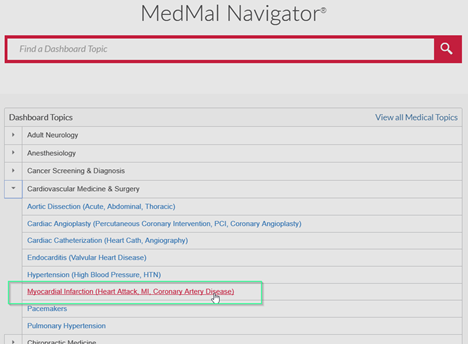 MedMal Navigator®
Find a Dashboard Topic
Dashboard Topics
View all Medical Topics
Adult Neurology
Anesthesiology
Cancer Screening & Diagnosis
Cardiovascular Medicine & Surgery
Aortic Dissection (Acute, Abdominal, Thoracic)
Cardiac Angioplasty (Percutaneous Coronary Intervention, PCI, Coronary Angioplasty)
Cardiac Catheterization (Heart Cath, Angiography)
Endocarditis (Valvular Heart Disease)
Hypertension (High Blood Pressure, HTN)
Myocardial Infarction (Heart Attack, MI, Coronary Artery Disease)
Pacemakers
Pulmonary Hypertension
Chiropractic Medicine